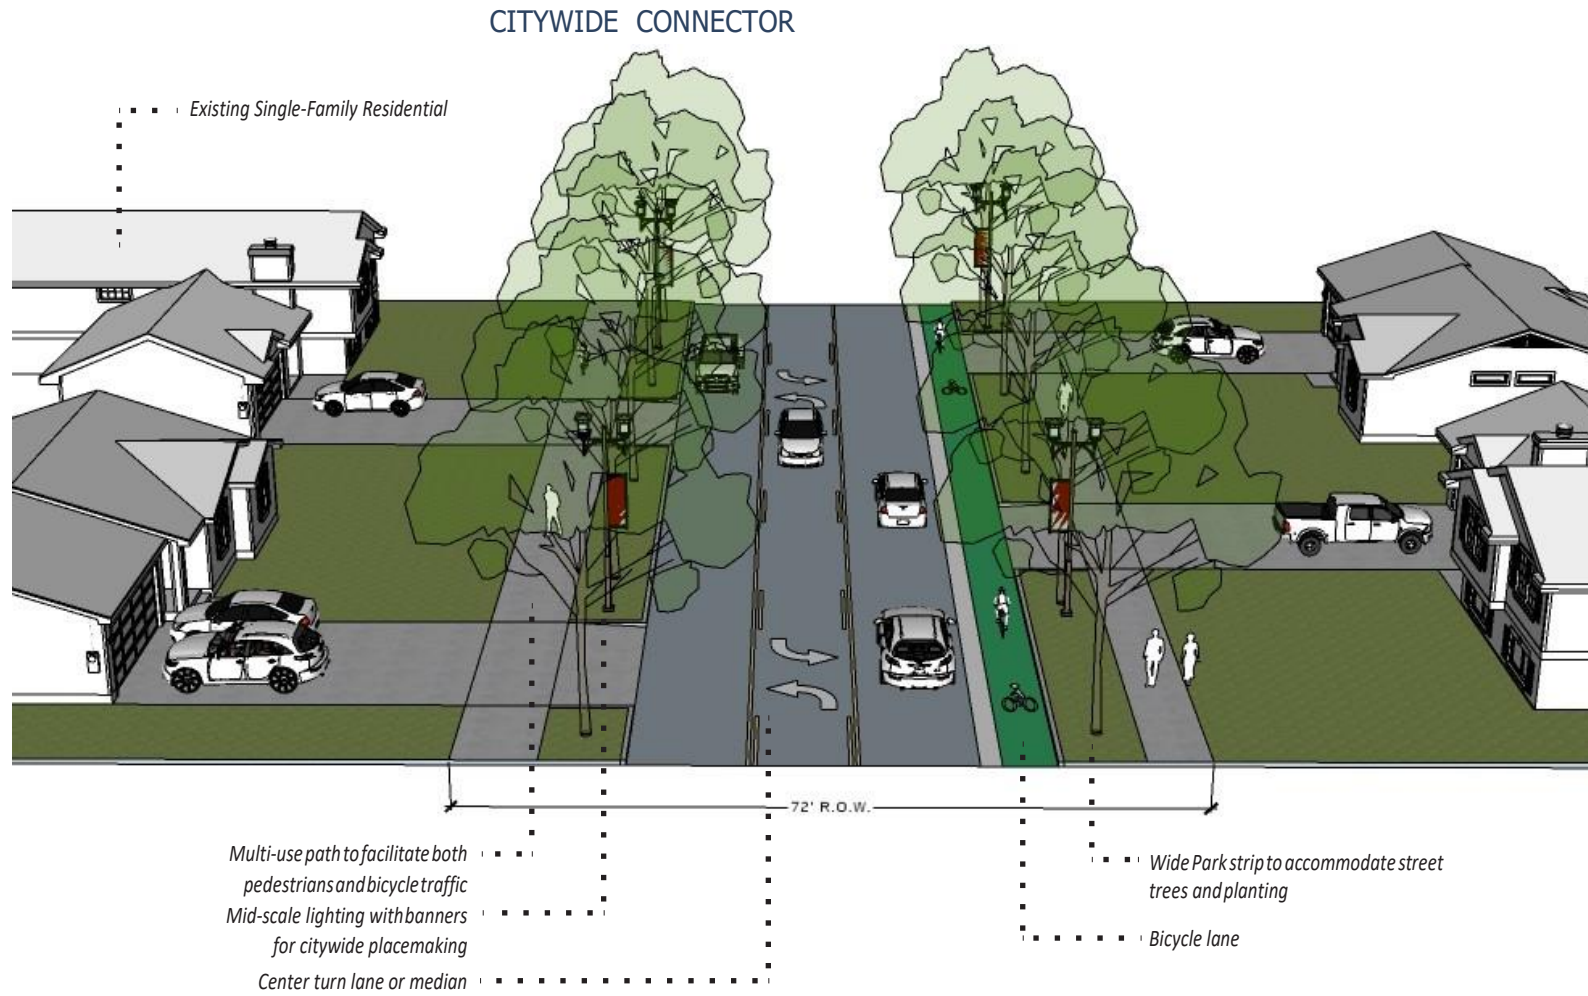 CITYWIDE CONNECTOR
Existing Single-Family Residential
72' R.O.W.
Multi-use path to facilitate both
pedestrians and bicycle traffic
Mid-scale lighting with banners
for citywide placemaking
Center turn lane or median
Wide Park strip to accommodate street
trees and planting
Bicycle lane